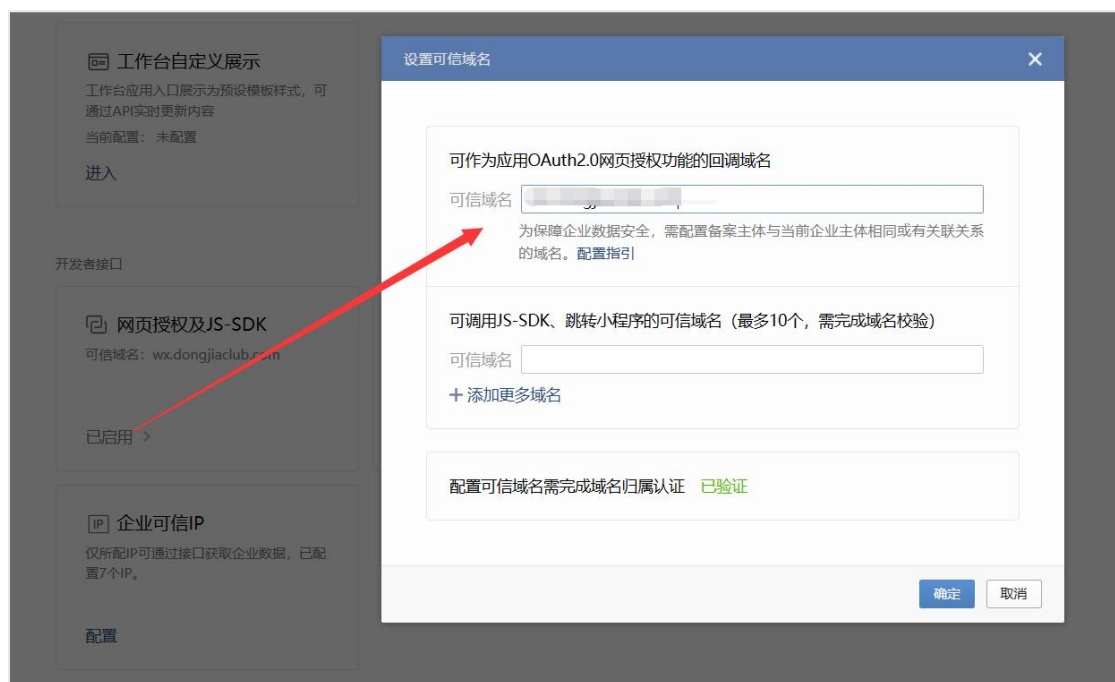 工作台自定义展示
工作台应用入口展示为预设模板样式，可
通过API实时更新内容
当前配置： 未配置
进入
开发者接口
网页授权及JS-SDK
可信域名：wx.dongjiaclub.com
已启用 >
IP 企业可信IP
仅所配IP可通过接口获取企业数据，已配
置7个IP。
配置
设置可信域名
可作为应用OAuth2.0网页授权功能的回调域名
可信域名
为保障企业数据安全，需配置备案主体与当前企业主体相同或有关联关系
的域名。配置指引
可调用JS-SDK、跳转小程序的可信域名（最多10个，需完成域名校验）
可信域名
+ 添加更多域名
配置可信域名需完成域名归属认证 已验证
确定 取消